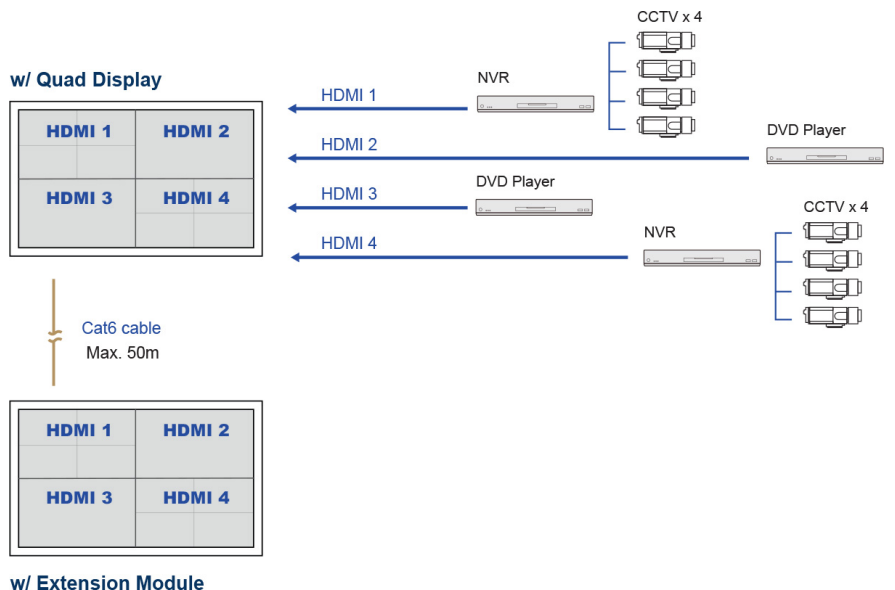 CCTV x 4
w/ Quad Display
NVR
HDMI 1
HDMI 1
HDMI 2
HDMI 3
HDMI 4
HDMI 2
DVD Player
HDMI 3
DVD Player
HDMI 4
NVR
CCTV x 4
Cat6 cable
Max. 50m
HDMI 1
HDMI 2
HDMI 3
HDMI 4
w/ Extension Module